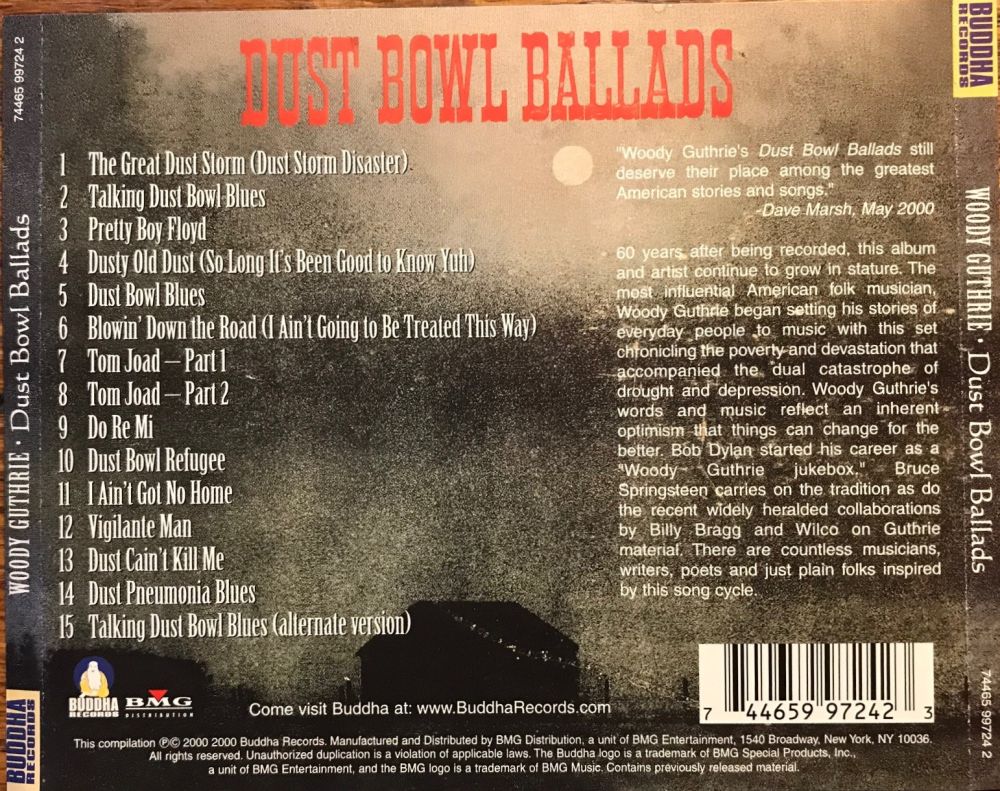 DUST BOWL BALLADS
1 The Great Dust Storm (Dust Storm Disaster)
2 Talking Dust Bowl Blues
3 Pretty Boy Floyd
4 Dusty Old Dust (So Long It's Been Good to Know Yuh)
5 Dust Bowl Blues
6 Blowin' Down the Road (I Ain't Going to Be Treated This Way)
7 Tom Joad – Part 1
8 Tom Joad – Part 2
9 Do Re Mi
10 Dust Bowl Refugee
11 I Ain't Got No Home
12 Vigilante Man
13 Dust Cain't Kill Me
14 Dust Pneumonia Blues
15 Talking Dust Bowl Blues (alternate version)
"Woody Guthrie's Dust Bowl Ballads still
deserve their place among the greatest
American stories and songs."
-Dave Marsh, May 2000
60 years after being recorded, this album
and artist continue to grow in stature. The
most influential American folk musician,
Woody Guthrie began setting his stories of
everyday people to music with this set
chronicling the poverty and devastation that
accompanied the dual catastrophe of
drought and depression. Woody Guthrie's
words and music reflect an inherent
optimism that things can change for the
better. Bob Dylan started his career as a
"Woody Guthrie jukebox," Bruce
Springsteen carries on the tradition as do
the recent widely heralded collaborations
by Billy Bragg and Wilco on Guthrie
material. There are countless musicians,
writers, poets and just plain folks inspired
by this song cycle.
BUDDHA
RECORDS
BMG
DISTRIBUTION
Come visit Buddha at: www.BuddhaRecords.com
7 44659 97242 3
This compilation ℗© 2000 2000 Buddha Records. Manufactured and Distributed by BMG Distribution, a unit of BMG Entertainment, 1540 Broadway, New York, NY 10036.
All rights reserved. Unauthorized duplication is a violation of applicable laws. The Buddha logo is a trademark of BMG Special Products, Inc.,
a unit of BMG Entertainment, and the BMG logo is a trademark of BMG Music. Contains previously released material.
74465 99724 2
WOODY GUTHRIE • Dust Bowl Ballads
BUDDHA
RECORDS
BUDDHA
RECORDS
WOODY GUTHRIE • Dust Bowl Ballads
74465 99724 2